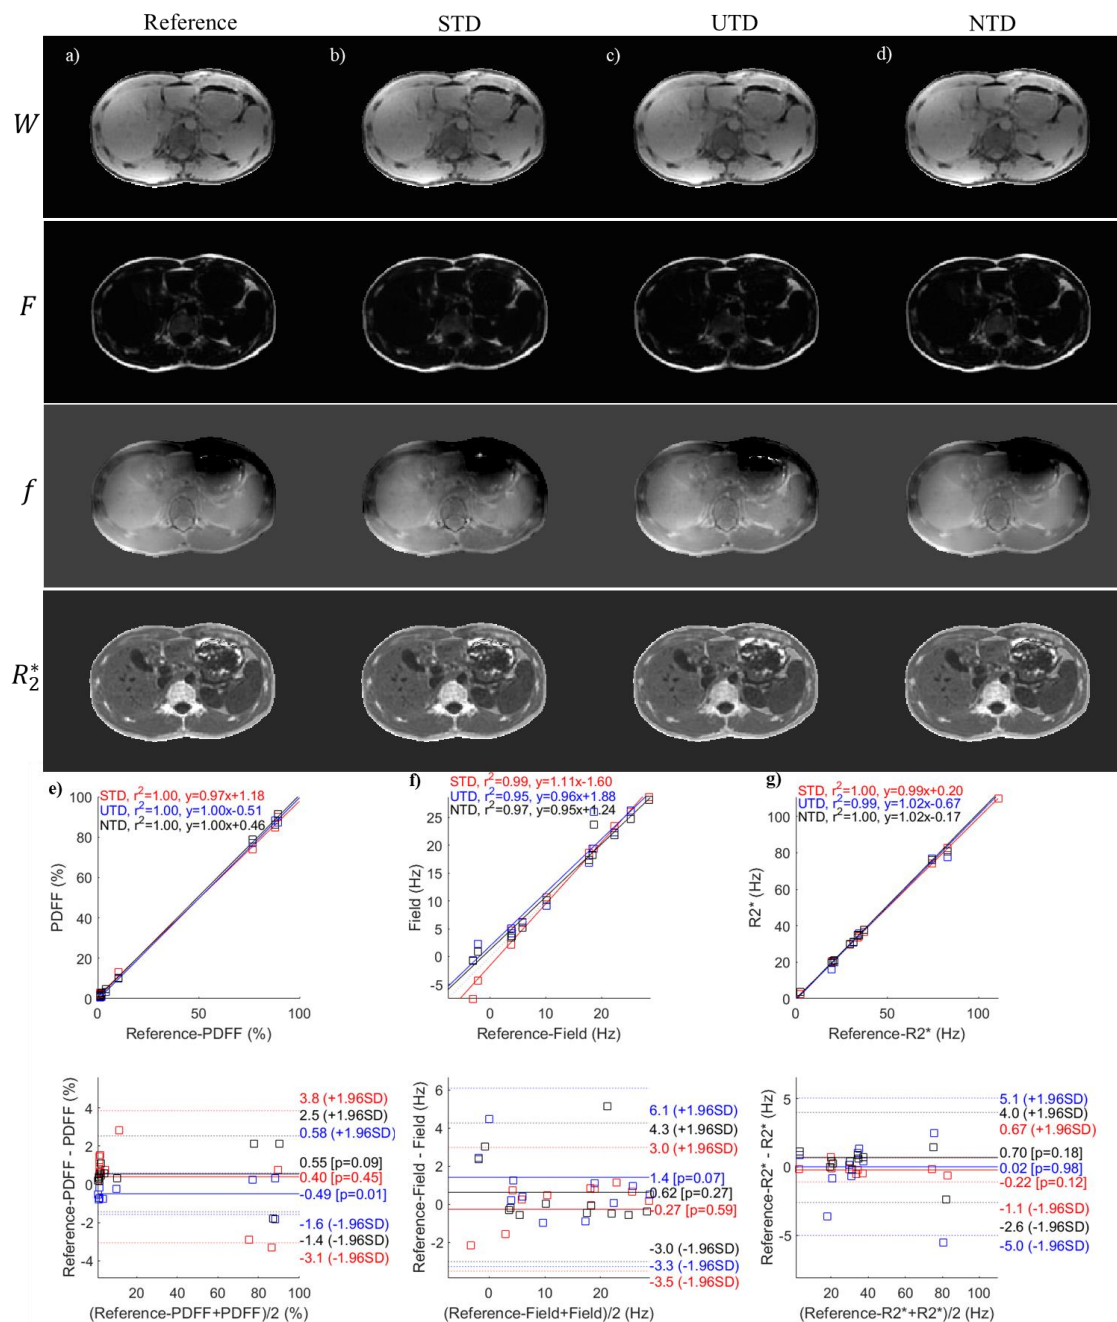 Reference STD UTD NTD
a) b) c) d)
W
F
f
R₂*
e) STD, r²=1.00, y=0.97x+1.18
UTD, r²=1.00, y=1.00x-0.51
NTD, r²=1.00, y=1.00x+0.46
100
80
60
40
20
0
PDFF (%)
0 50 100
Reference-PDFF (%)
f) STD, r²=0.99, y=1.11x-1.60
UTD, r²=0.95, y=0.96x+1.88
NTD, r²=0.97, y=0.95x+1.24
25
20
15
10
5
0
-5
Field (Hz)
0 10 20
Reference-Field (Hz)
g) STD, r²=1.00, y=0.99x+0.20
UTD, r²=0.99, y=1.02x-0.67
NTD, r²=1.00, y=1.02x-0.17
100
80
60
40
20
0
R2* (Hz)
0 50 100
Reference-R2* (Hz)
4
2
0
-2
-4
Reference-PDFF - PDFF (%)
3.8 (+1.96SD)
2.5 (+1.96SD)
0.58 (+1.96SD)
0.55 [p=0.09]
0.40 [p=0.45]
-0.49 [p=0.01]
-1.6 (-1.96SD)
-1.4 (-1.96SD)
-3.1 (-1.96SD)
0 20 40 60 80
(Reference-PDFF+PDFF)/2 (%)
6
4
2
0
-2
Reference-Field - Field (Hz)
6.1 (+1.96SD)
4.3 (+1.96SD)
3.0 (+1.96SD)
1.4 [p=0.07]
0.62 [p=0.27]
-0.27 [p=0.59]
-3.0 (-1.96SD)
-3.3 (-1.96SD)
-3.5 (-1.96SD)
0 10 20
(Reference-Field+Field)/2 (Hz)
5
0
-5
Reference-R2* - R2* (Hz)
5.1 (+1.96SD)
4.0 (+1.96SD)
0.67 (+1.96SD)
0.70 [p=0.18]
0.02 [p=0.98]
-0.22 [p=0.12]
-1.1 (-1.96SD)
-2.6 (-1.96SD)
-5.0 (-1.96SD)
20 40 60 80 100
(Reference-R2*+R2*)/2 (Hz)